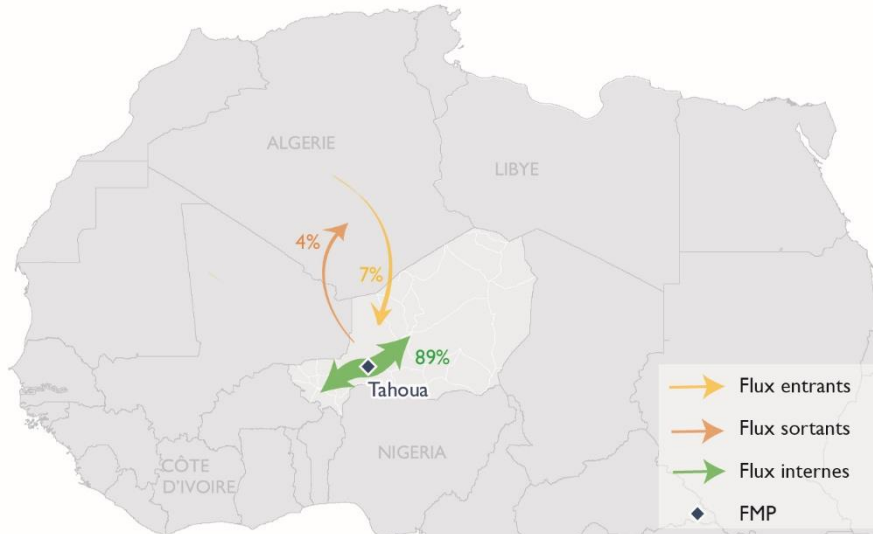 ALGERIE
LIBYE
4%
7%
89%
Tahoua
NIGERIA
CÔTE
D'IVOIRE
Flux entrants
Flux sortants
Flux internes
FMP